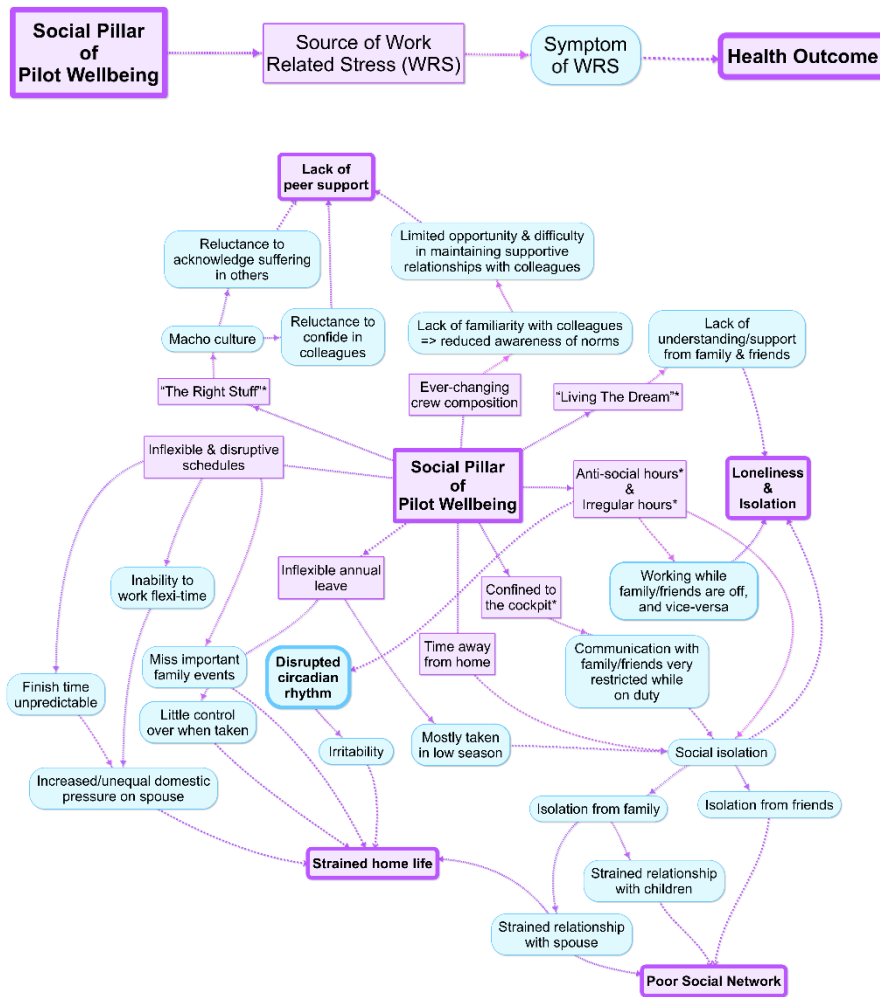 Social Pillar
of
Pilot Wellbeing
Source of Work
Related Stress (WRS)
Symptom
of WRS
Health Outcome
Lack of
peer support
Reluctance to
acknowledge suffering
in others
Limited opportunity & difficulty
in maintaining supportive
relationships with colleagues
Macho culture
Reluctance to
confide in
colleagues
Lack of familiarity with colleagues
=> reduced awareness of norms
Lack of
understanding/support
from family & friends
“The Right Stuff”*
Ever-changing
crew composition
“Living The Dream”*
Inflexible & disruptive
schedules
Social Pillar
of
Pilot Wellbeing
Anti-social hours*
&
Irregular hours*
Loneliness
&
Isolation
Inability to
work flexi-time
Inflexible annual
leave
Confined to
the cockpit*
Working while
family/friends are off,
and vice-versa
Time away
from home
Miss important
family events
Disrupted
circadian
rhythm
Communication with
family/friends very
restricted while
on duty
Finish time
unpredictable
Little control
over when taken
Irritability
Mostly taken
in low season
Social isolation
Increased/unequal domestic
pressure on spouse
Isolation from family
Isolation from friends
Strained home life
Strained relationship
with children
Strained relationship
with spouse
Poor Social Network